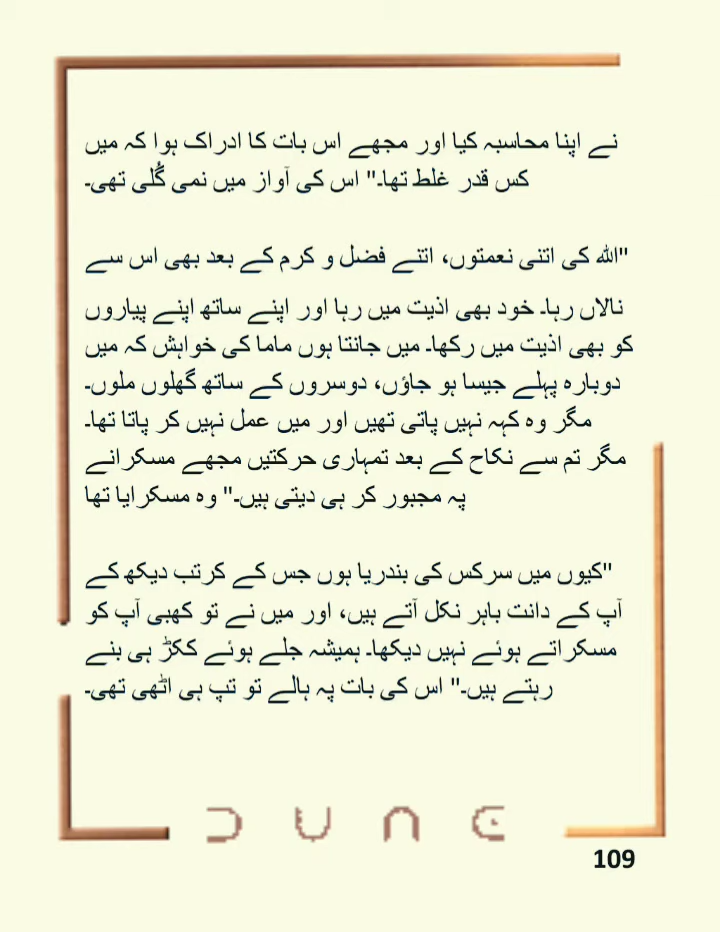 نے اپنا محاسبہ کیا اور مجھے اس بات کا ادراک ہوا کہ میں
کس قدر غلط تھا۔" اس کی آواز میں نمی گُلی تھی۔
"اللہ کی اتنی نعمتوں، اتنے فضل و کرم کے بعد بھی اس سے
نالاں رہا۔ خود بھی اذیت میں رہا اور اپنے ساتھ اپنے پیاروں
کو بھی اذیت میں رکھا۔ میں جانتا ہوں ماما کی خواہش کہ میں
دوبارہ پہلے جیسا ہو جاؤں، دوسروں کے ساتھ گھلوں ملوں۔
مگر وہ کہہ نہیں پاتی تھیں اور میں عمل نہیں کر پاتا تھا۔
مگر تم سے نکاح کے بعد تمہاری حرکتیں مجھے مسکرانے
پہ مجبور کر ہی دیتی ہیں۔" وہ مسکرایا تھا
"کیوں میں سرکس کی بندریا ہوں جس کے کرتب دیکھ کے
آپ کے دانت باہر نکل آتے ہیں، اور میں نے تو کھبی آپ کو
مسکراتے ہوئے نہیں دیکھا۔ ہمیشہ جلے ہوئے ککڑ ہی بنے
رہتے ہیں۔" اس کی بات پہ ہالے تو تپ ہی اٹھی تھی۔
DUNE
109